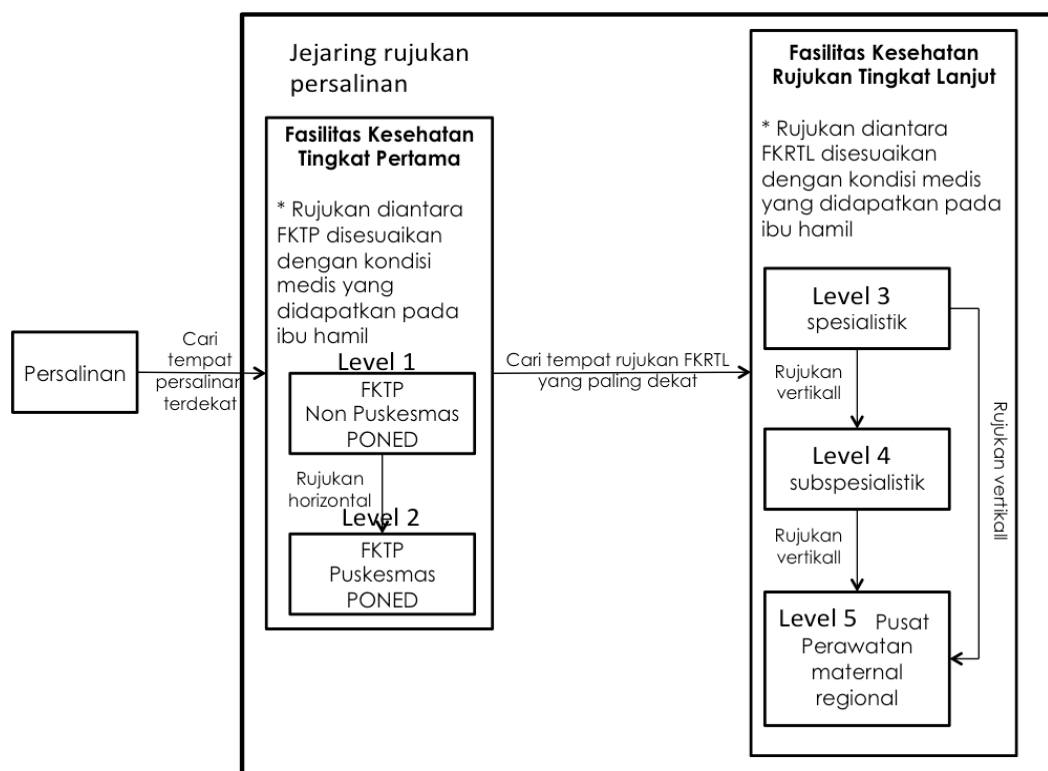 Jejaring rujukan
persalinan
Persalinan
Cari
tempat
persalinan
terdekat
Fasilitas Kesehatan
Tingkat Pertama
* Rujukan diantara
FKTP disesuaikan
dengan kondisi
medis yang
didapatkan pada
ibu hamil
Level 1
FKTP
Non Puskesmas
PONED
Rujukan
horizontal
Level 2
FKTP
Puskesmas
PONED
Cari tempat rujukan FKRTL
yang paling dekat
Fasilitas Kesehatan
Rujukan Tingkat Lanjut
* Rujukan diantara
FKRTL disesuaikan
dengan kondisi medis
yang didapatkan pada
ibu hamil
Level 3
spesialistik
Rujukan
vertikall
Level 4
subspesialistik
Rujukan
vertikall
Level 5 Pusat
Perawatan
maternal
regional
Rujukan vertikall